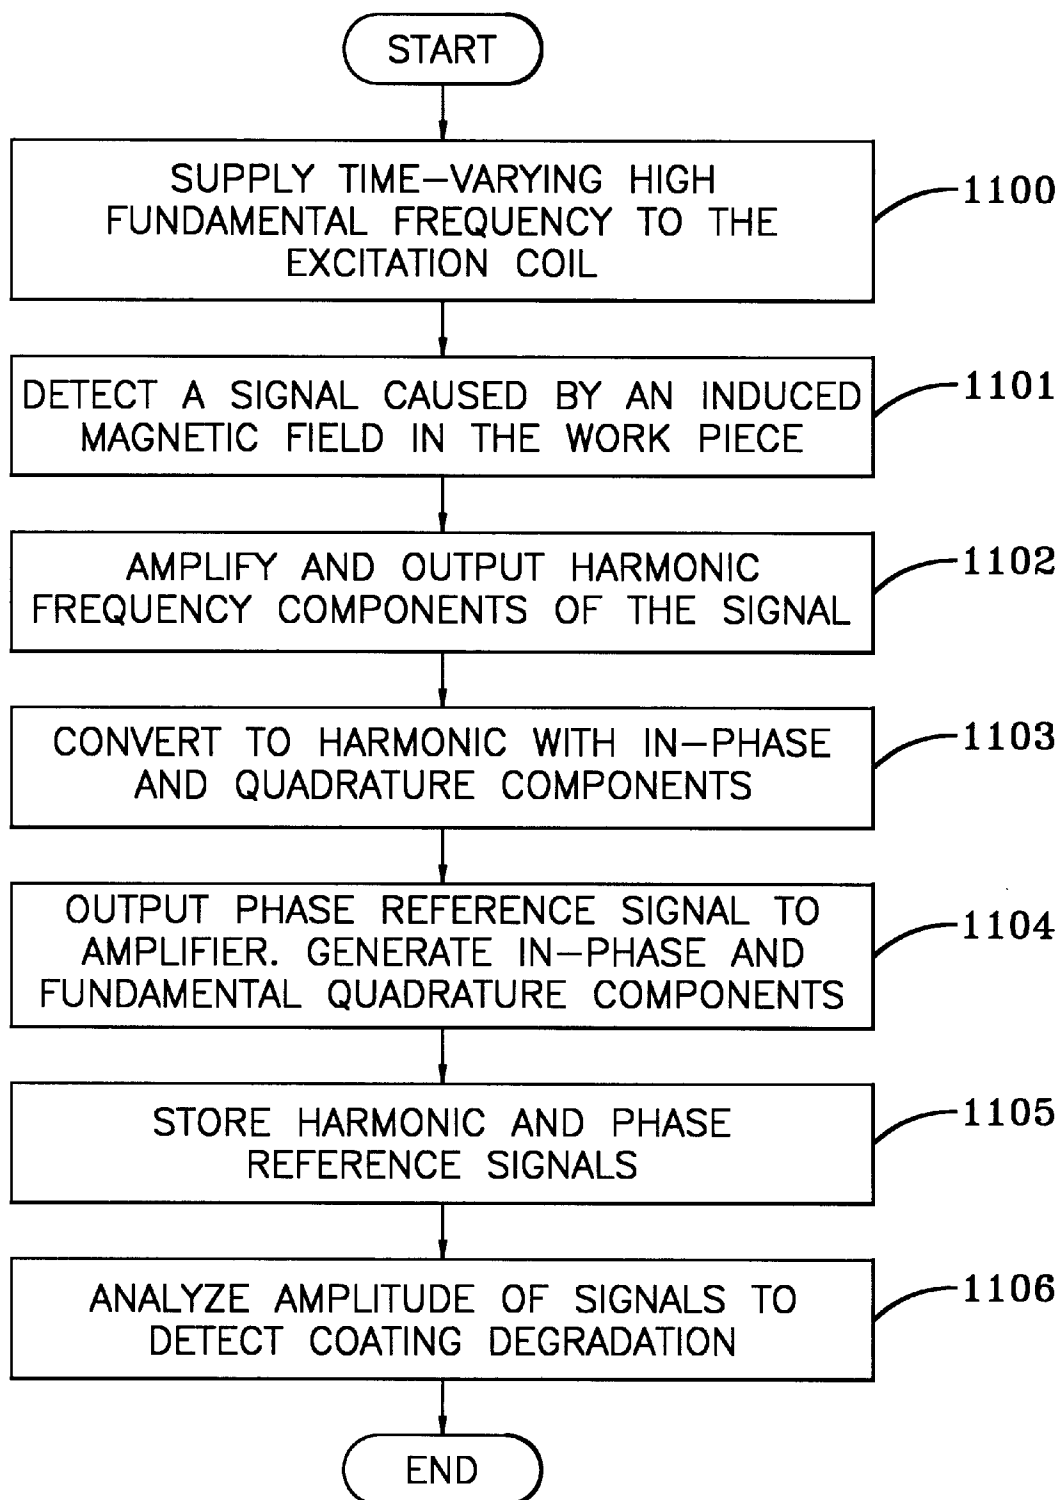 START
SUPPLY TIME-VARYING HIGH
FUNDAMENTAL FREQUENCY TO THE
EXCITATION COIL
1100
DETECT A SIGNAL CAUSED BY AN INDUCED
MAGNETIC FIELD IN THE WORK PIECE
1101
AMPLIFY AND OUTPUT HARMONIC
FREQUENCY COMPONENTS OF THE SIGNAL
1102
CONVERT TO HARMONIC WITH IN-PHASE
AND QUADRATURE COMPONENTS
1103
OUTPUT PHASE REFERENCE SIGNAL TO
AMPLIFIER. GENERATE IN-PHASE AND
FUNDAMENTAL QUADRATURE COMPONENTS
1104
STORE HARMONIC AND PHASE
REFERENCE SIGNALS
1105
ANALYZE AMPLITUDE OF SIGNALS TO
DETECT COATING DEGRADATION
1106
END